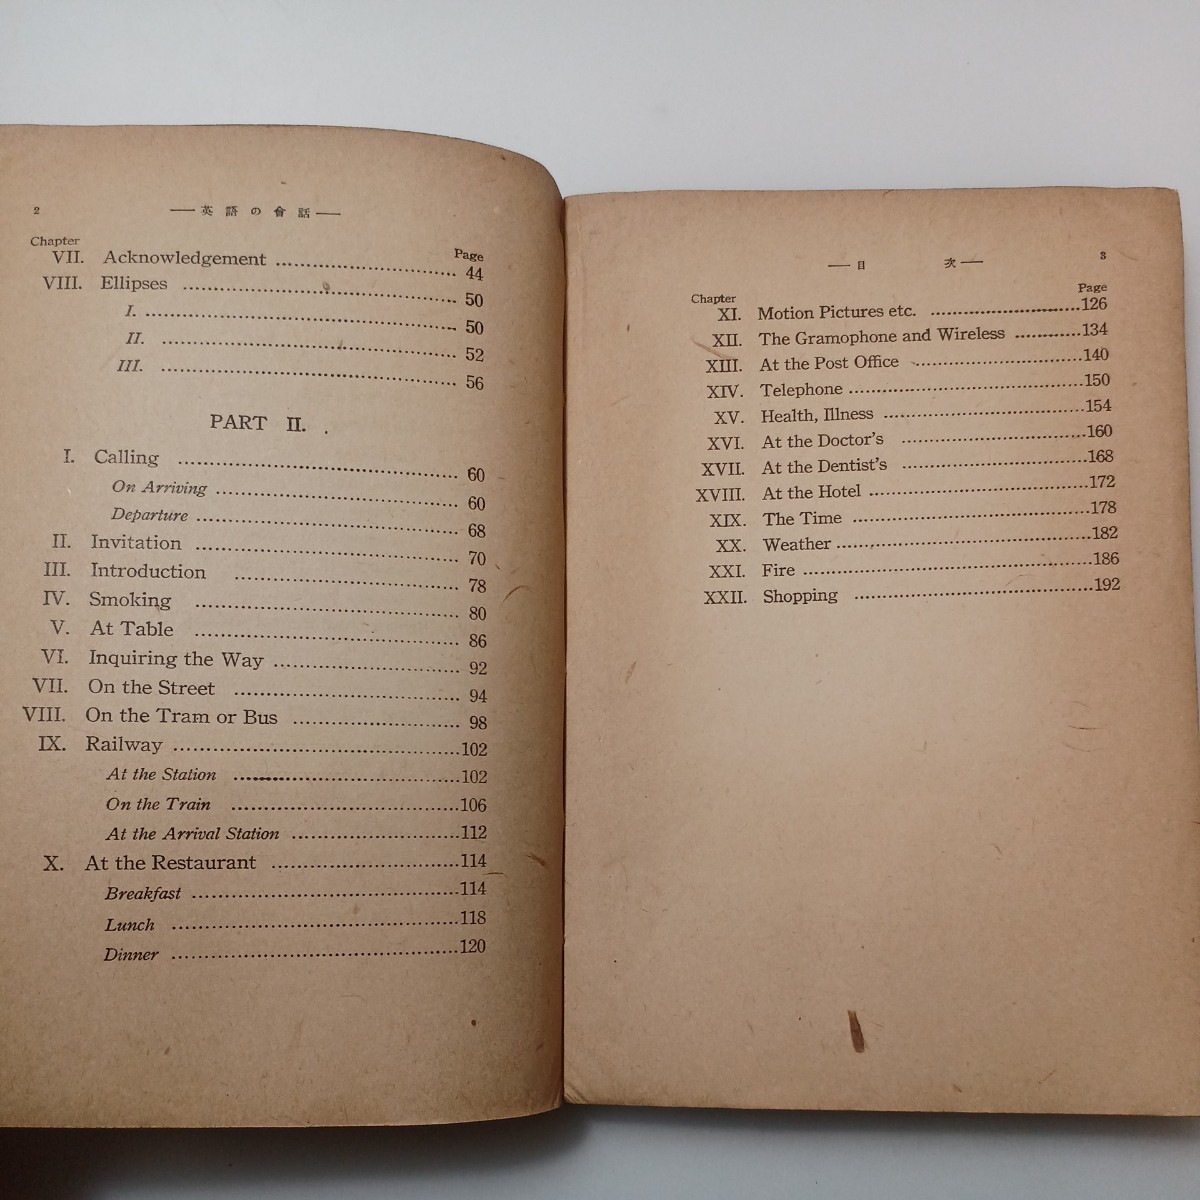 2 ― 英語の會話 ―
Chapter Page
VII. Acknowledgement 44
VIII. Ellipses 50
I. 50
II. 52
III. 56
PART II.
I. Calling 60
On Arriving 60
Departure 68
II. Invitation 70
III. Introduction 78
IV. Smoking 80
V. At Table 86
VI. Inquiring the Way 92
VII. On the Street 94
VIII. On the Tram or Bus 98
IX. Railway 102
At the Station 102
On the Train 106
At the Arrival Station 112
X. At the Restaurant 114
Breakfast 114
Lunch 118
Dinner 120
― 目次 ― 3
Chapter Page
XI. Motion Pictures etc. 126
XII. The Gramophone and Wireless 134
XIII. At the Post Office 140
XIV. Telephone 150
XV. Health, Illness 154
XVI. At the Doctor's 160
XVII. At the Dentist's 168
XVIII. At the Hotel 172
XIX. The Time 178
XX. Weather 182
XXI. Fire 186
XXII. Shopping 192